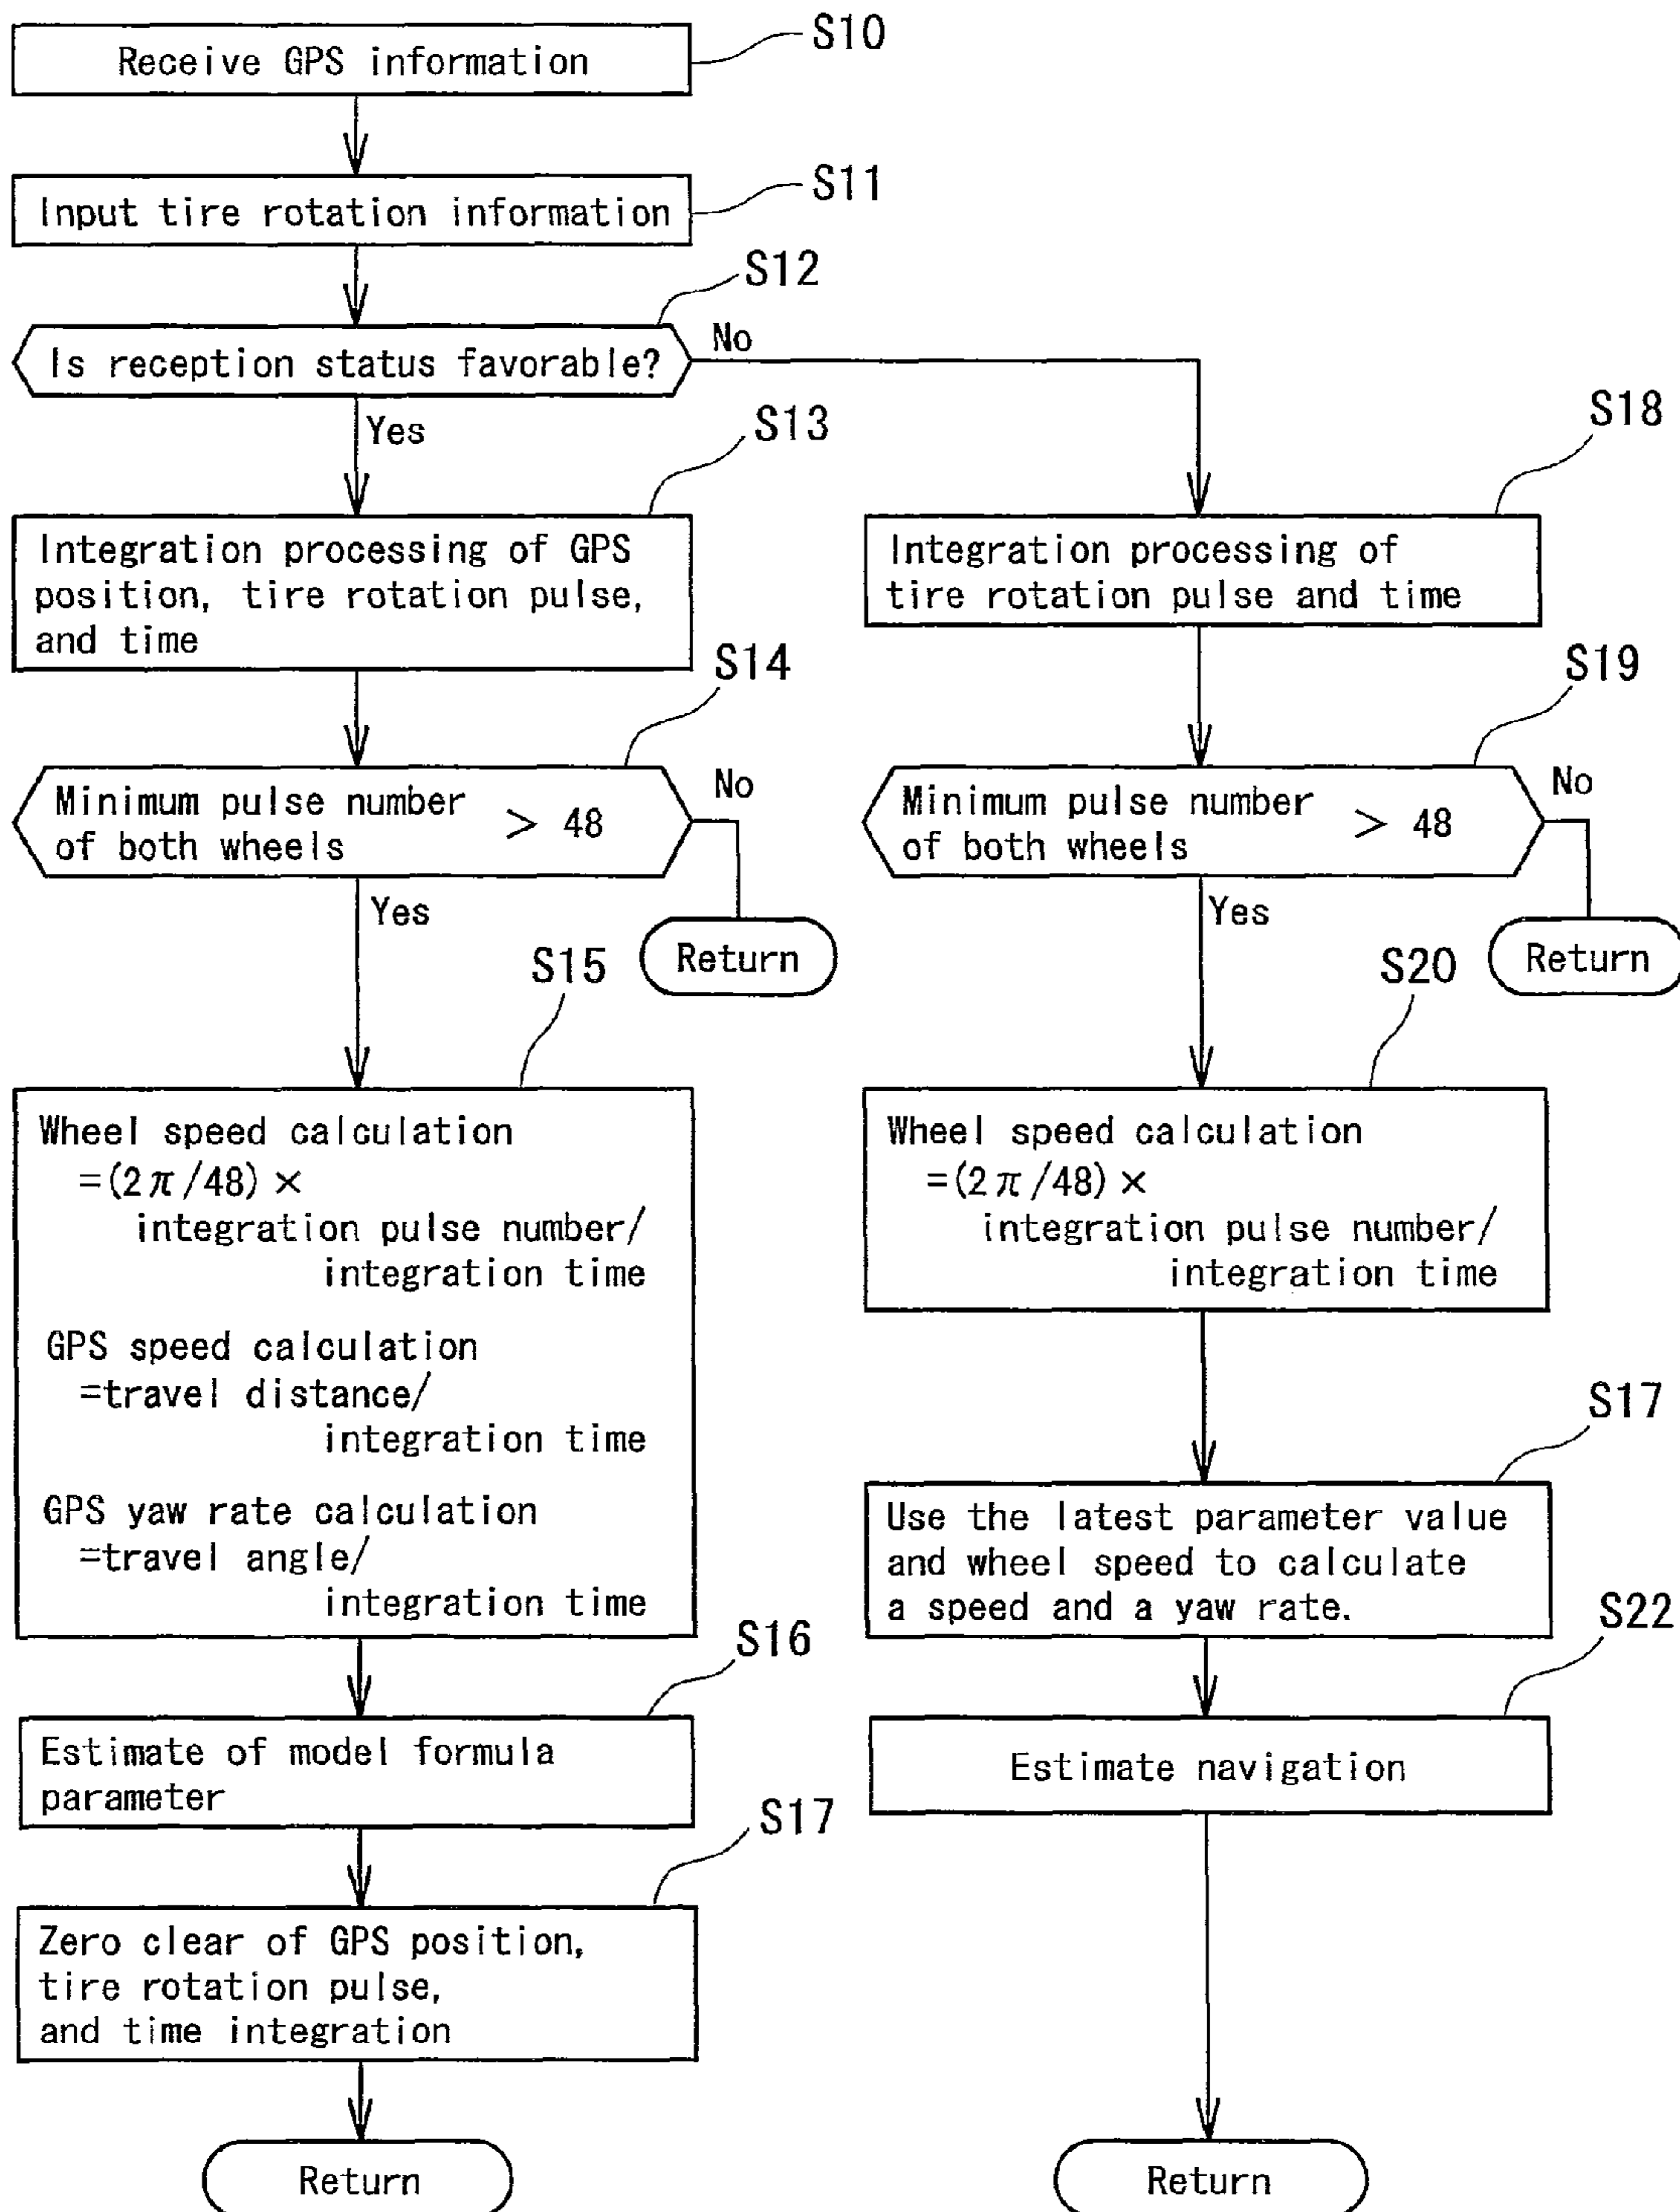 Receive GPS information
S10
Input tire rotation information
S11
S12
Is reception status favorable?
No
Yes
S13
Integration processing of GPS
position, tire rotation pulse,
and time
S14
Minimum pulse number
of both wheels
> 48
No
Return
Yes
S15
Wheel speed calculation
=(2π/48)×
integration pulse number/
integration time
GPS speed calculation
=travel distance/
integration time
GPS yaw rate calculation
=travel angle/
integration time
S16
Estimate of model formula
parameter
S17
Zero clear of GPS position,
tire rotation pulse,
and time integration
Return
S18
Integration processing of
tire rotation pulse and time
S19
Minimum pulse number
of both wheels
> 48
No
Return
Yes
S20
Wheel speed calculation
=(2π/48)×
integration pulse number/
integration time
S17
Use the latest parameter value
and wheel speed to calculate
a speed and a yaw rate.
S22
Estimate navigation
Return